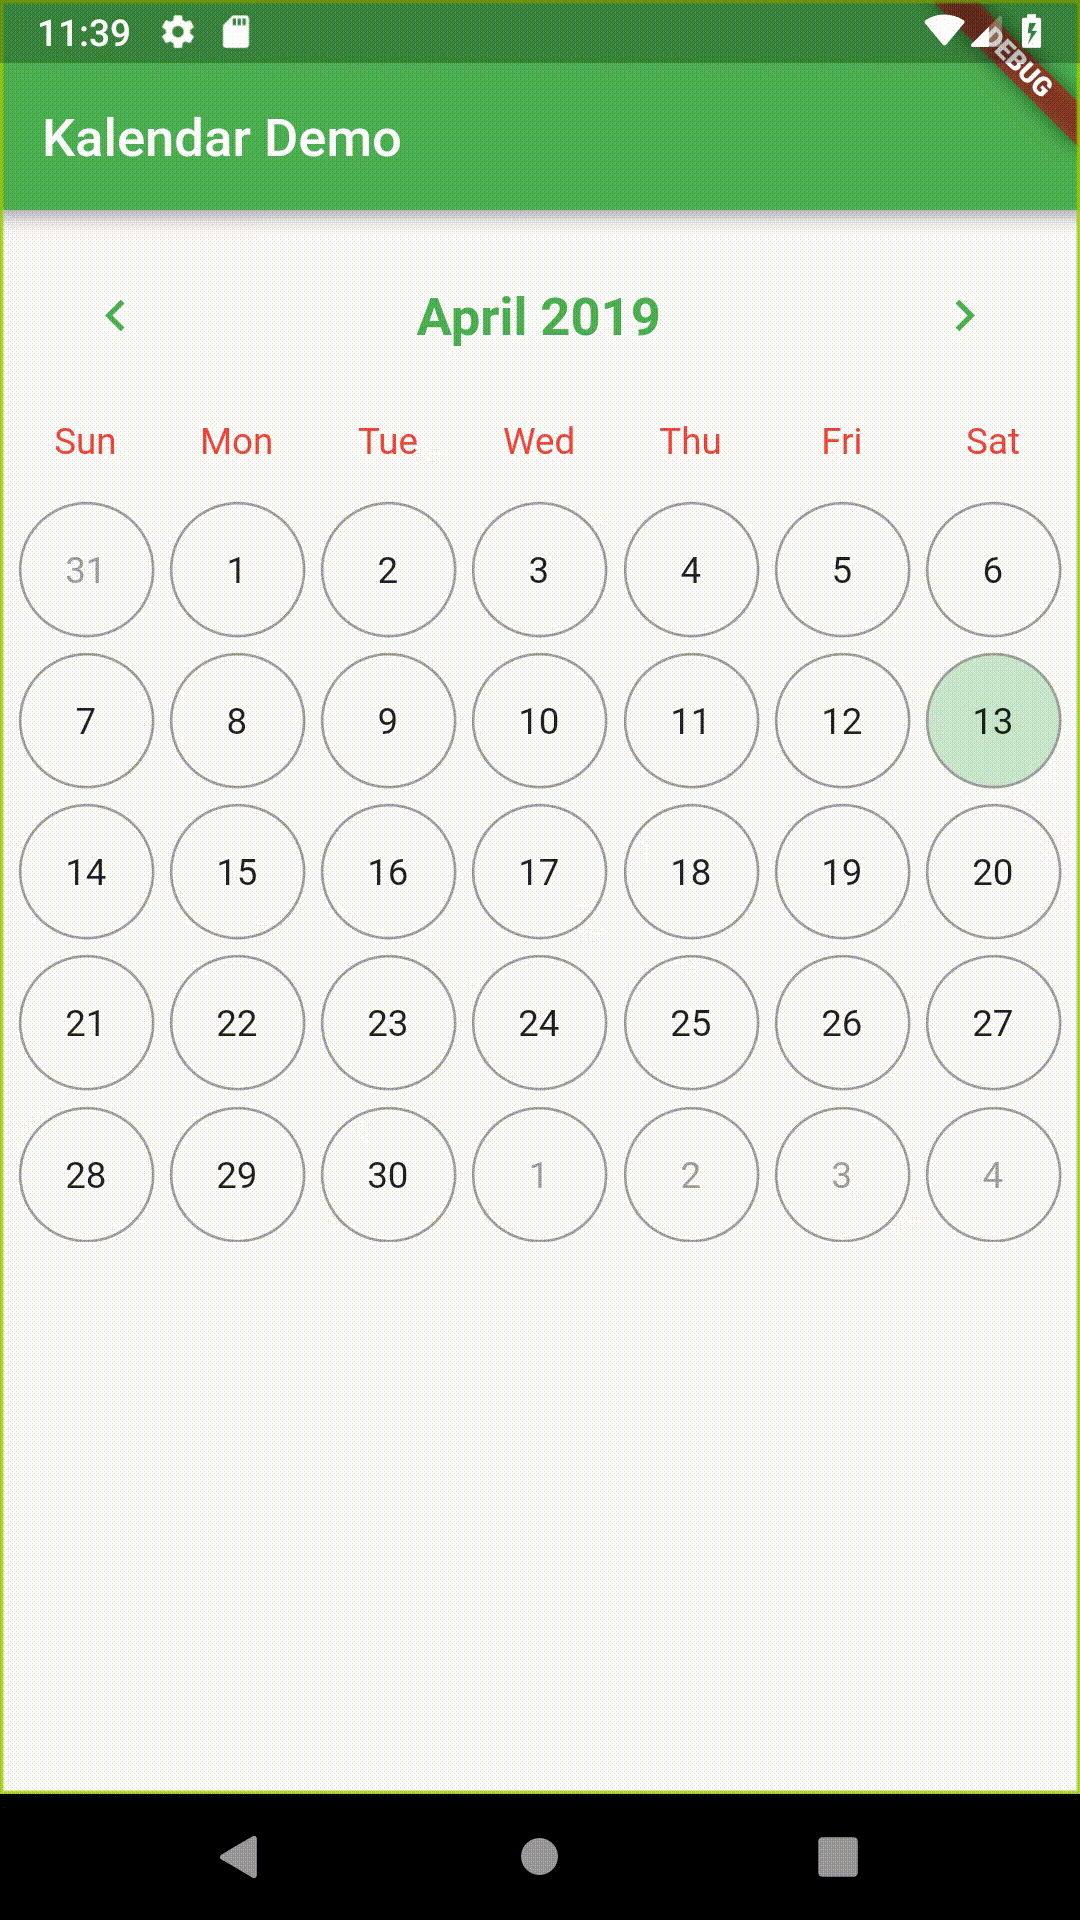 11:39
DEBUG
Kalendar Demo
April 2019
Sun Mon Tue Wed Thu Fri Sat
31 1 2 3 4 5 6
7 8 9 10 11 12 13
14 15 16 17 18 19 20
21 22 23 24 25 26 27
28 29 30 1 2 3 4